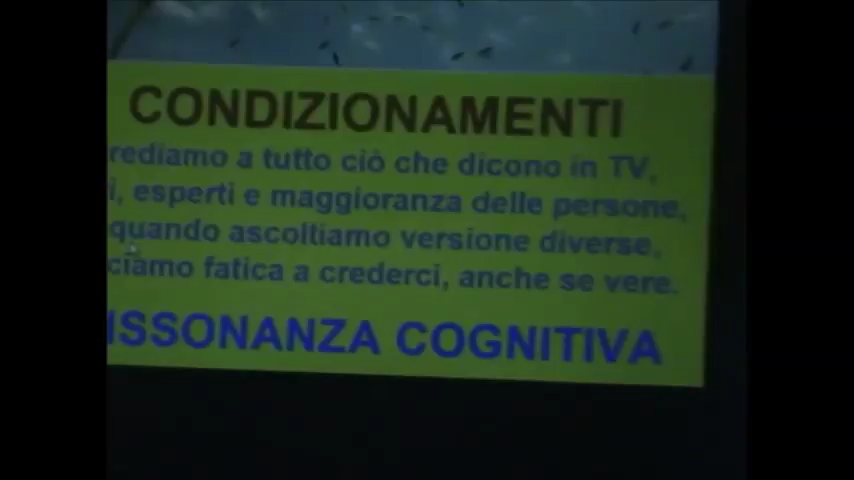 CONDIZIONAMENTI
rediamo a tutto ciò che dicono in TV,
i, esperti e maggioranza delle persone,
quando ascoltiamo versione diverse,
ciamo fatica a crederci, anche se vere.
ISSONANZA COGNITIVA